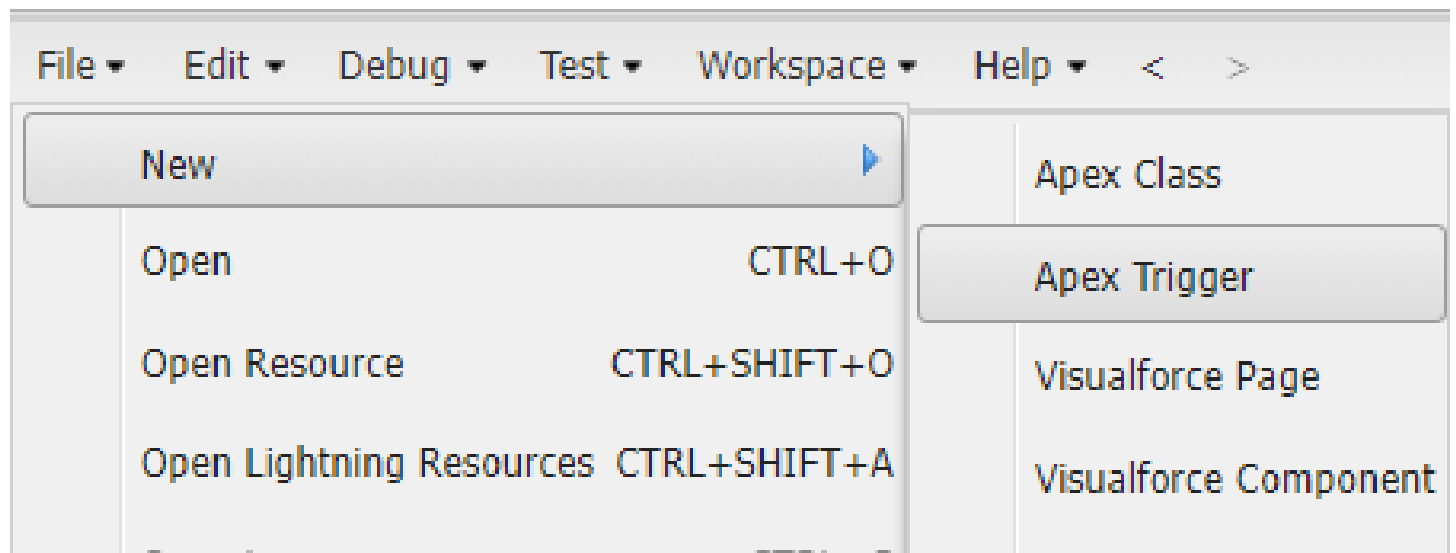 File Edit Debug Test Workspace Help < >
New
Open CTRL+O
Open Resource CTRL+SHIFT+O
Open Lightning Resources CTRL+SHIFT+A
Apex Class
Apex Trigger
Visualforce Page
Visualforce Component